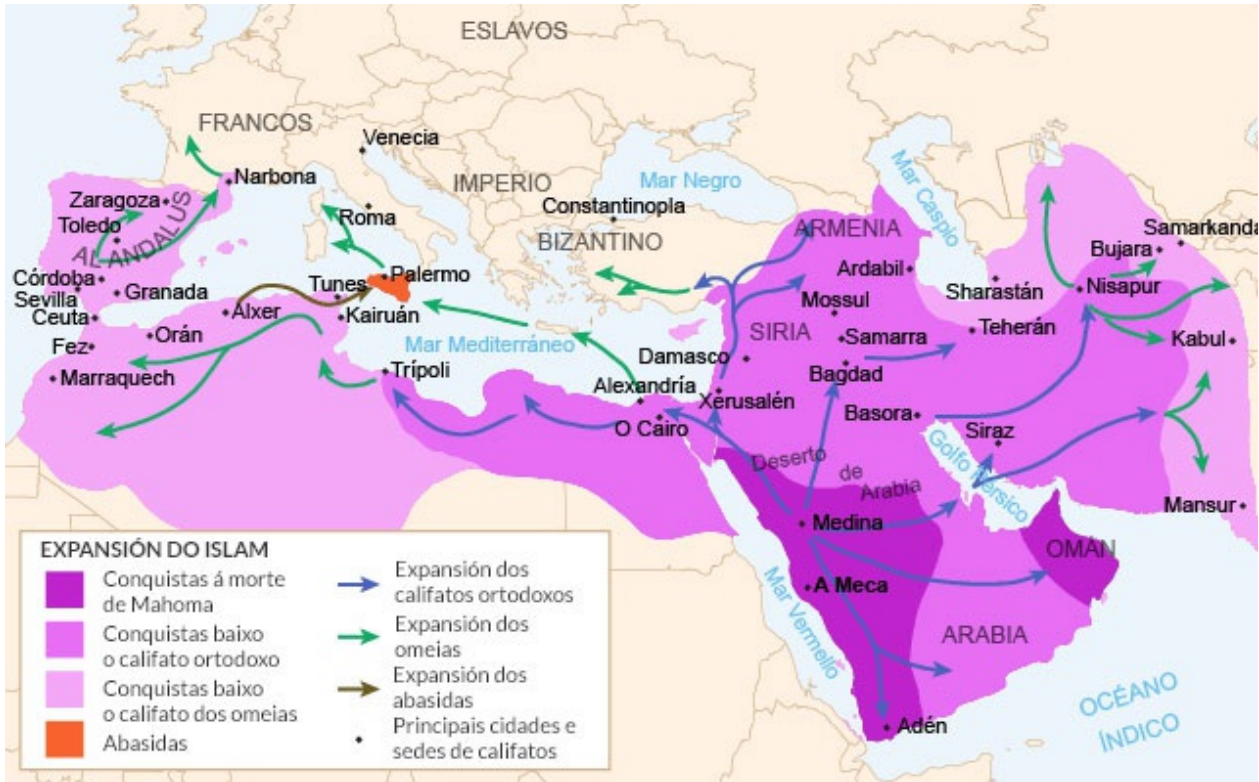 ESLAVOS
FRANCOS
Venecia
Narbona
Zaragoza
Toledo
AL ANDALUS
IMPERIO
Mar Negro
Roma
Constantinopla
BIZANTINO
ARMENIA
Mar Caspio
Samarkanda
Bujara
Córdoba
Sevilla
Granada
Ceuta
Tunes
Palermo
Ardabil
Sharastán
Nisapur
Alxer
Kairuán
Mossul
Fez
Orán
Mar Mediterráneo
SIRIA
Samarra
Teherán
Kabul
Marraquech
Trípoli
Damasco
Bagdad
Alexandría
Xerusalén
Basora
O Cairo
Siraz
Deserto
de
Arabia
Golfo Pérsico
Mansur
Medina
OMÁN
A Meca
Mar Vermello
ARABIA
Adén
OCÉANO
ÍNDICO
EXPANSIÓN DO ISLAM
Conquistas á morte
de Mahoma
Conquistas baixo
o califato ortodoxo
Conquistas baixo
o califato dos omeias
Abasidas
Expansión dos
califatos ortodoxos
Expansión dos
omeias
Expansión dos
abasidas
Principais cidades e
sedes de califatos